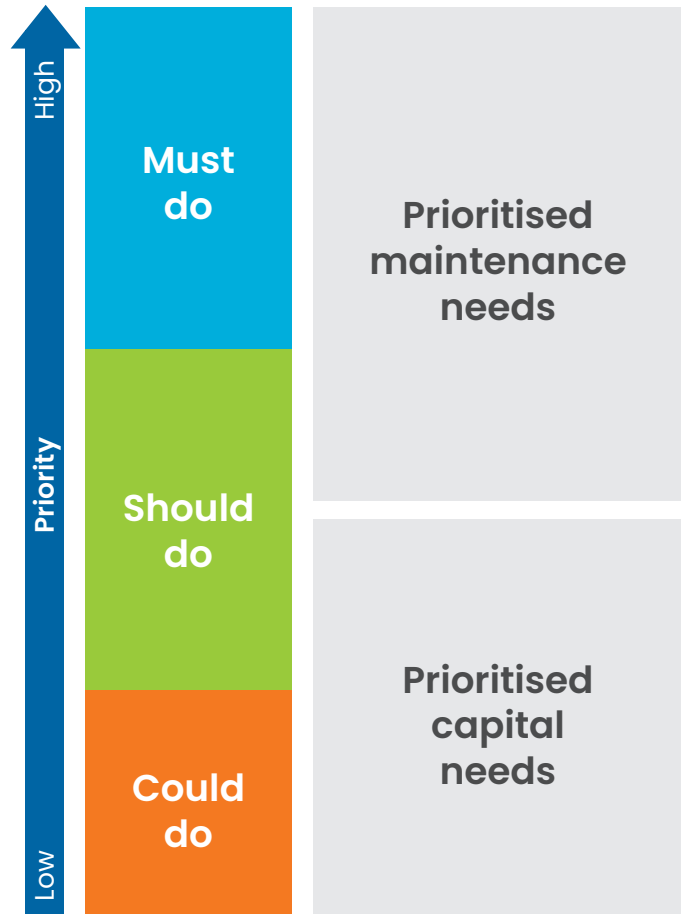 High
Priority
Low
Must
do
Should
do
Could
do
Prioritised
maintenance
needs
Prioritised
capital
needs